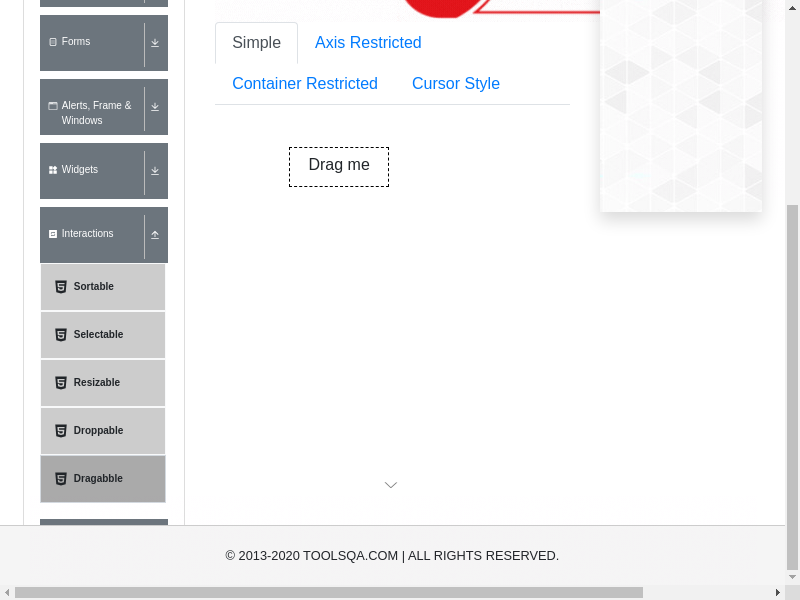 Forms
Alerts, Frame &
Windows
Widgets
Interactions
Sortable
Selectable
Resizable
Droppable
Dragabble
Simple
Axis Restricted
Container Restricted
Cursor Style
Drag me
© 2013-2020 TOOLSQA.COM | ALL RIGHTS RESERVED.